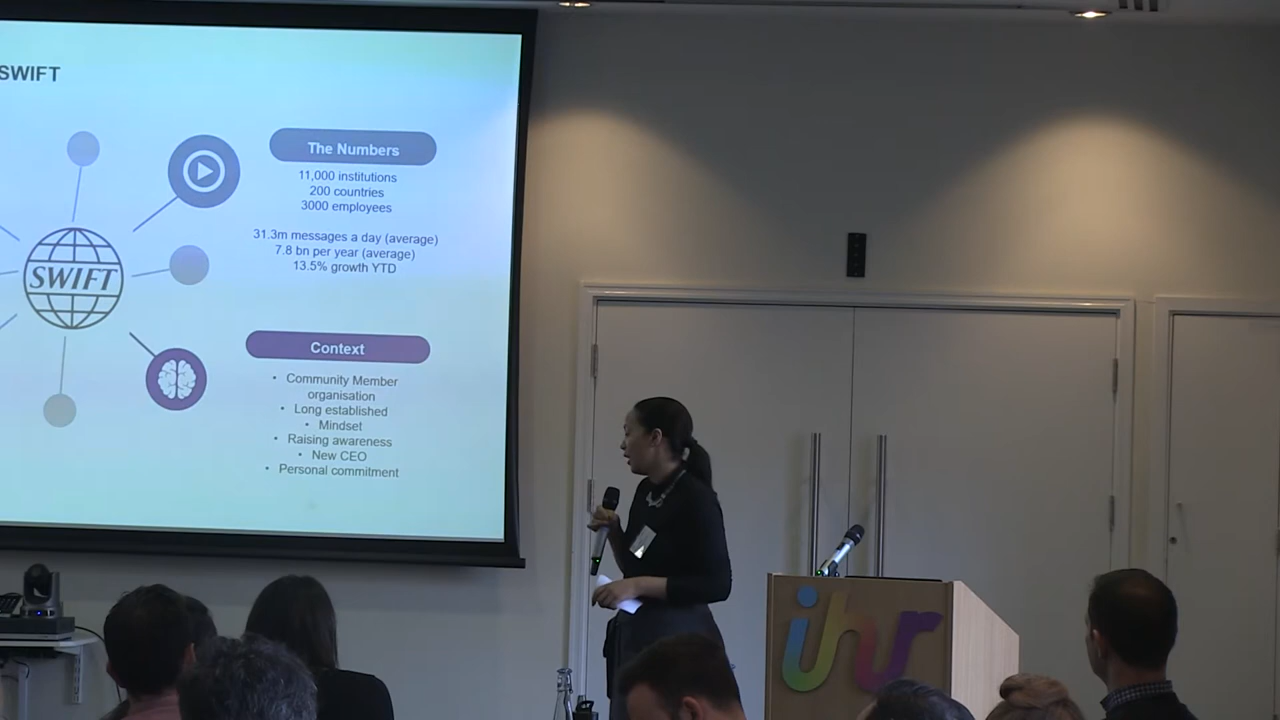 SWIFT
SWIFT
The Numbers
11,000 institutions
200 countries
3000 employees
31.3m messages a day (average)
7.8 bn per year (average)
13.5% growth YTD
Context
• Community Member
organisation
• Long established
• Mindset
• Raising awareness
• New CEO
• Personal commitment
ihr